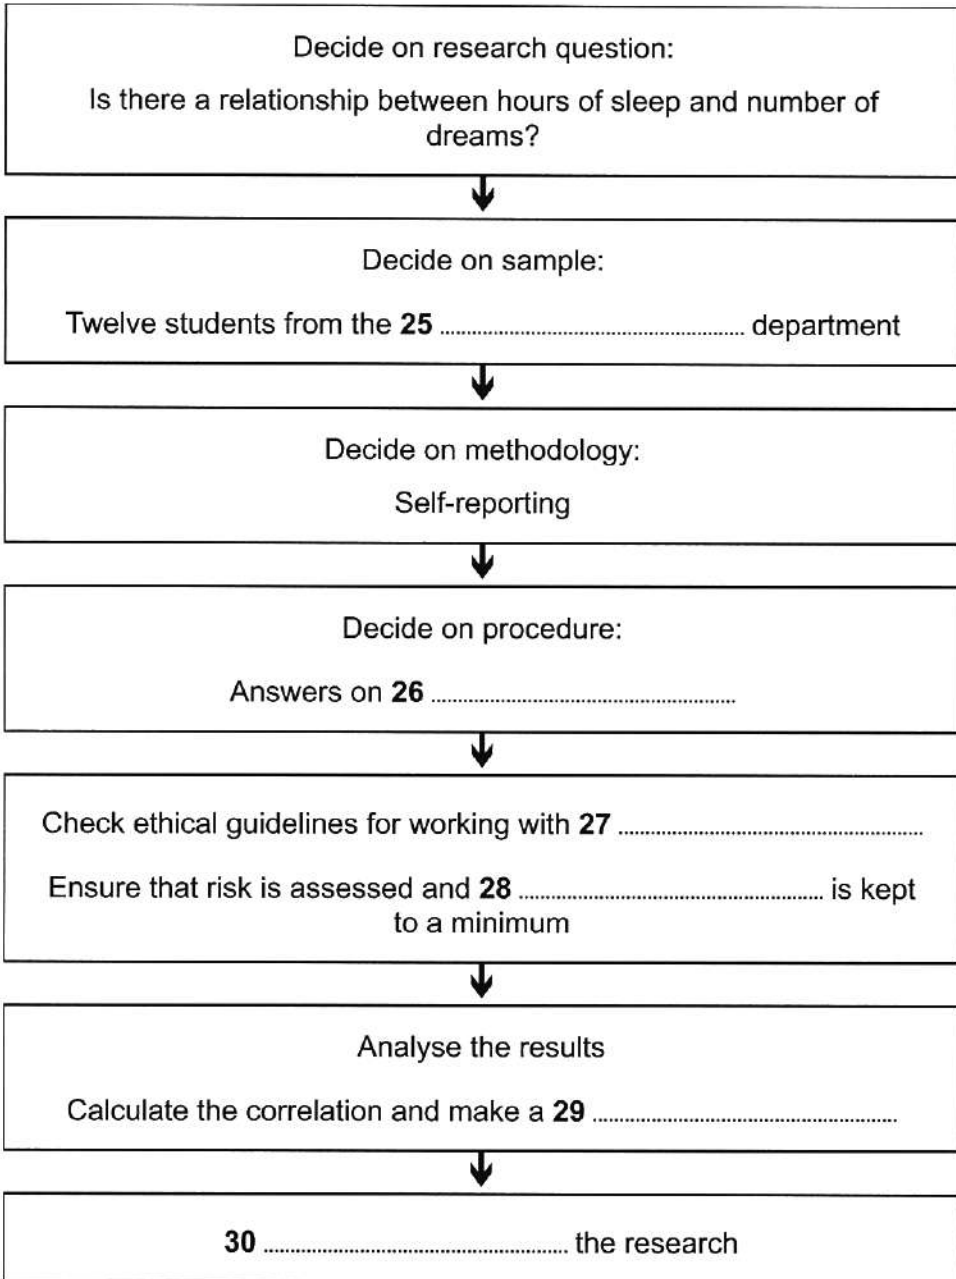 Decide on research question:
Is there a relationship between hours of sleep and number of
dreams?
Decide on sample:
Twelve students from the 25 .................................................. department
Decide on methodology:
Self-reporting
Decide on procedure:
Answers on 26 ..................................................
Check ethical guidelines for working with 27 ..................................................
Ensure that risk is assessed and 28 .................................................. is kept
to a minimum
Analyse the results
Calculate the correlation and make a 29 ..................................................
30 .................................................. the research